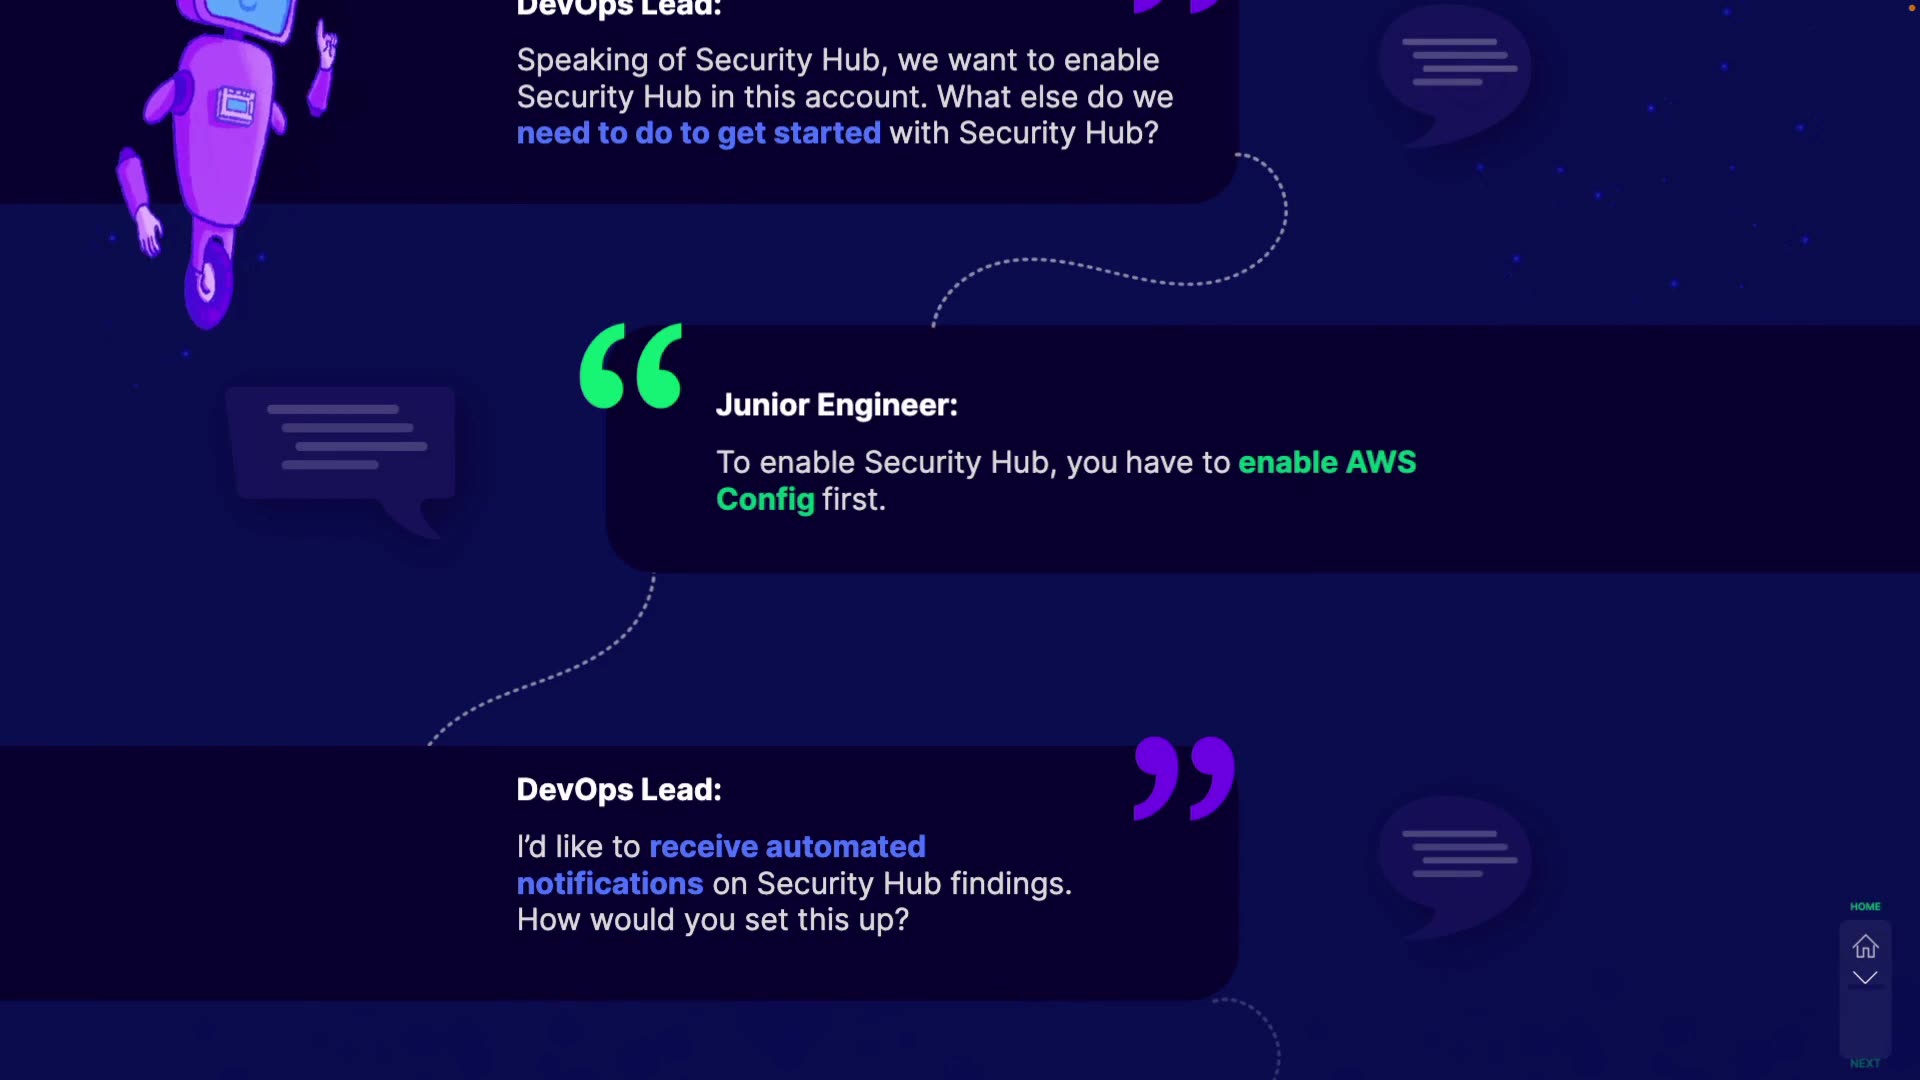 DevOps Lead:
Speaking of Security Hub, we want to enable
Security Hub in this account. What else do we
need to do to get started with Security Hub?
Junior Engineer:
To enable Security Hub, you have to enable AWS
Config first.
DevOps Lead:
I’d like to receive automated
notifications on Security Hub findings.
How would you set this up?
HOME
NEXT